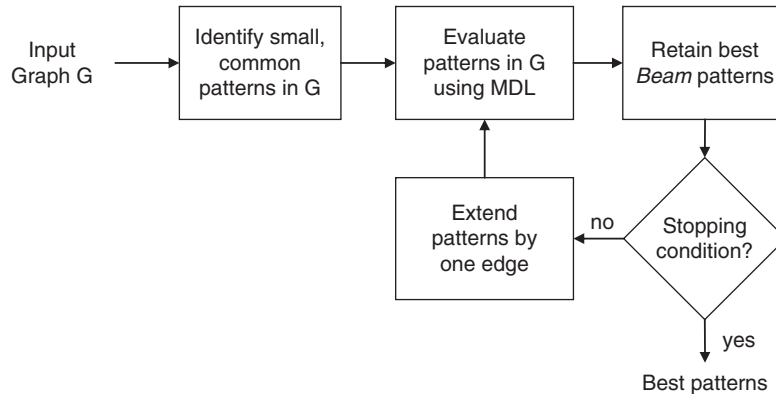 Input
Graph G
Identify small,
common
patterns in G
Evaluate
patterns in G
using MDL
Retain best
Beam patterns
Extend
patterns by
one edge
no
Stopping
condition?
yes
Best patterns